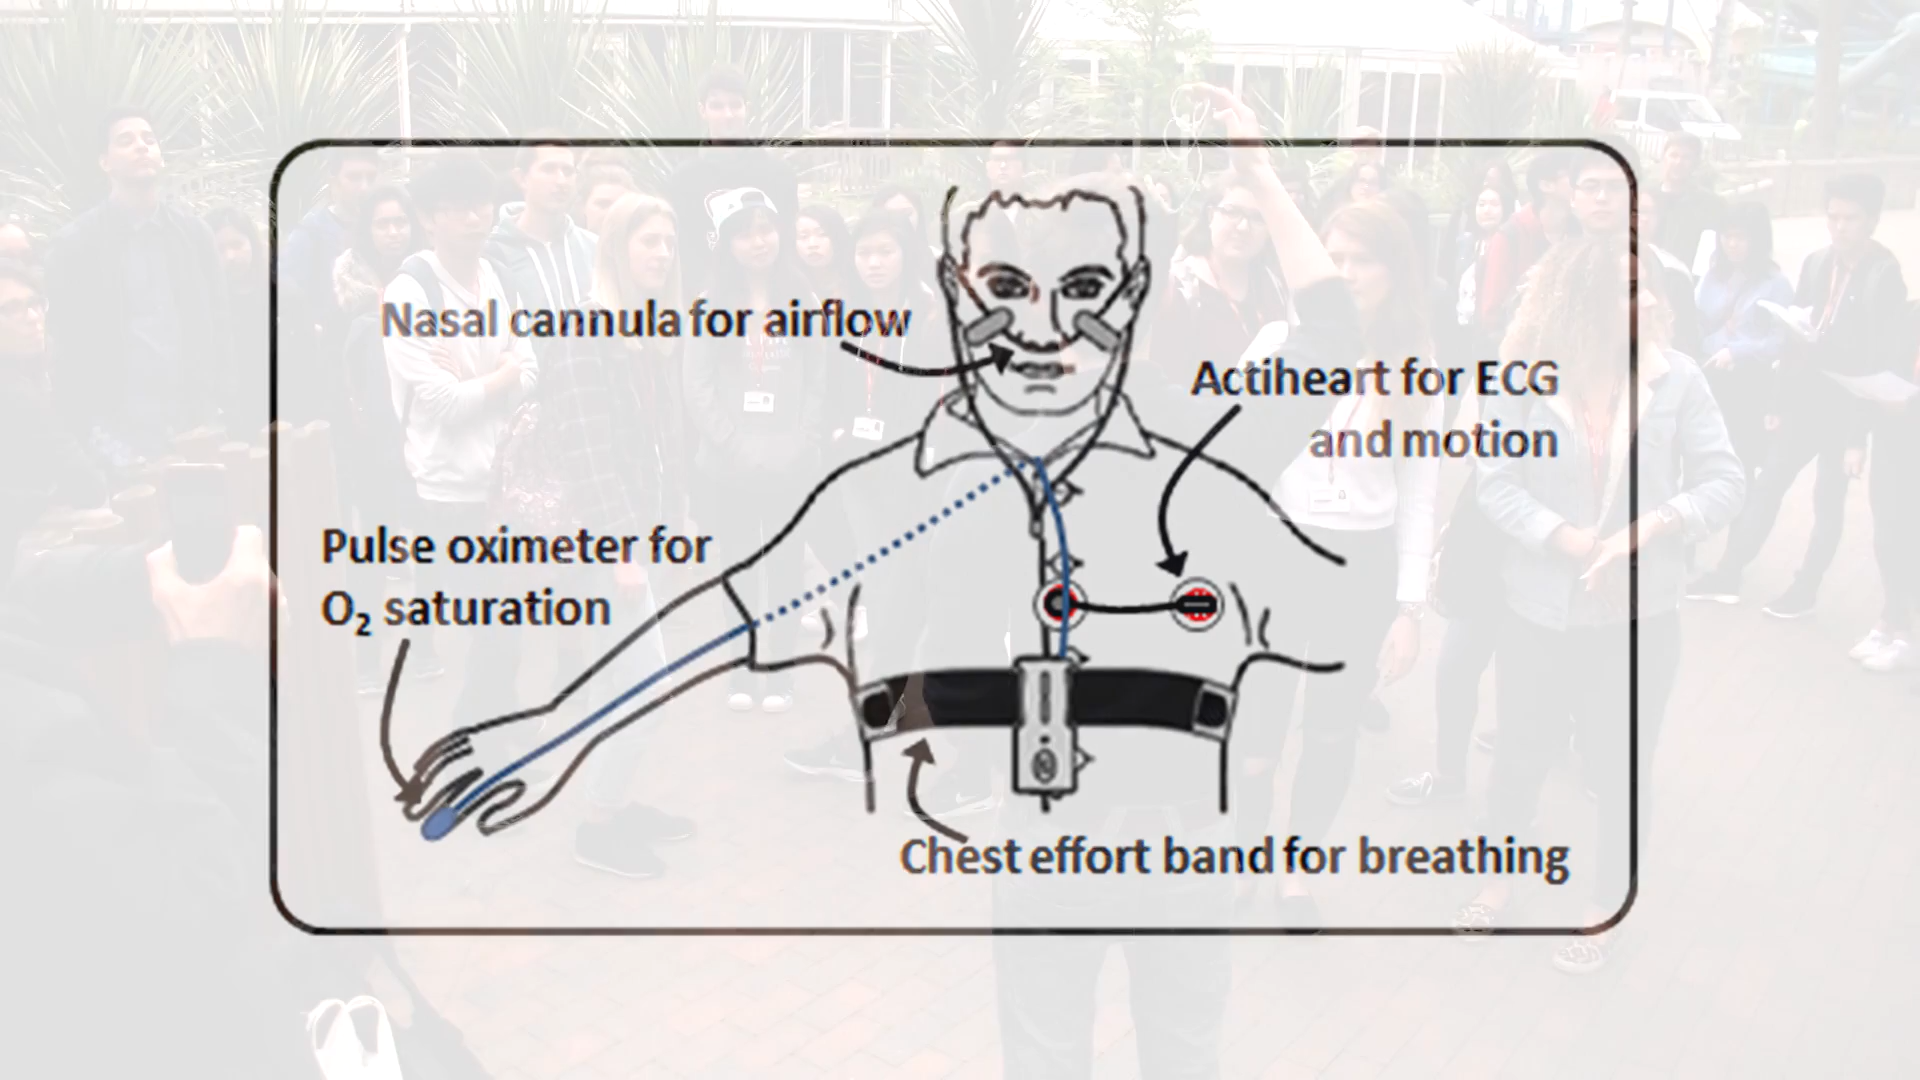 Nasal cannula for airflow
Actiheart for ECG
and motion
Pulse oximeter for
O₂ saturation
Chest effort band for breathing